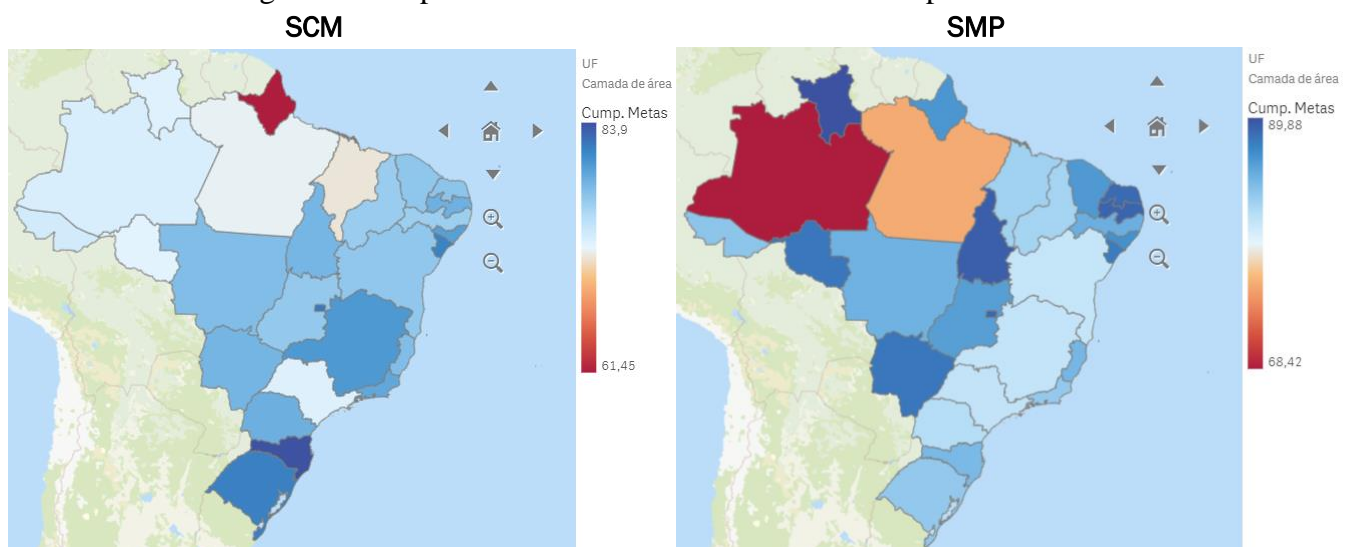 SCM
SMP
UF
Camada de área
Cump. Metas
83,9
61,45
UF
Camada de área
Cump. Metas
89,88
68,42